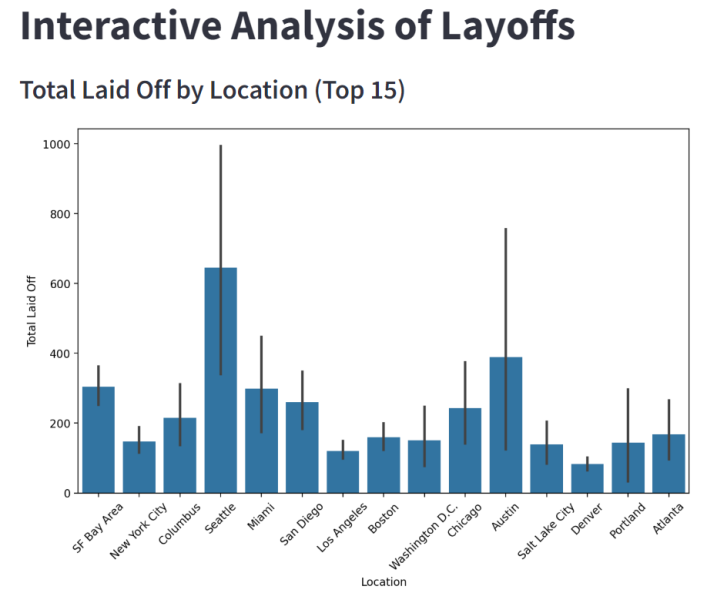 Interactive Analysis of Layoffs
Total Laid Off by Location (Top 15)
1000
800
600
400
200
0
Total Laid Off
SF Bay Area
New York City
Columbus
Seattle
Miami
San Diego
Los Angeles
Boston
Washington D.C.
Chicago
Austin
Salt Lake City
Denver
Portland
Atlanta
Location